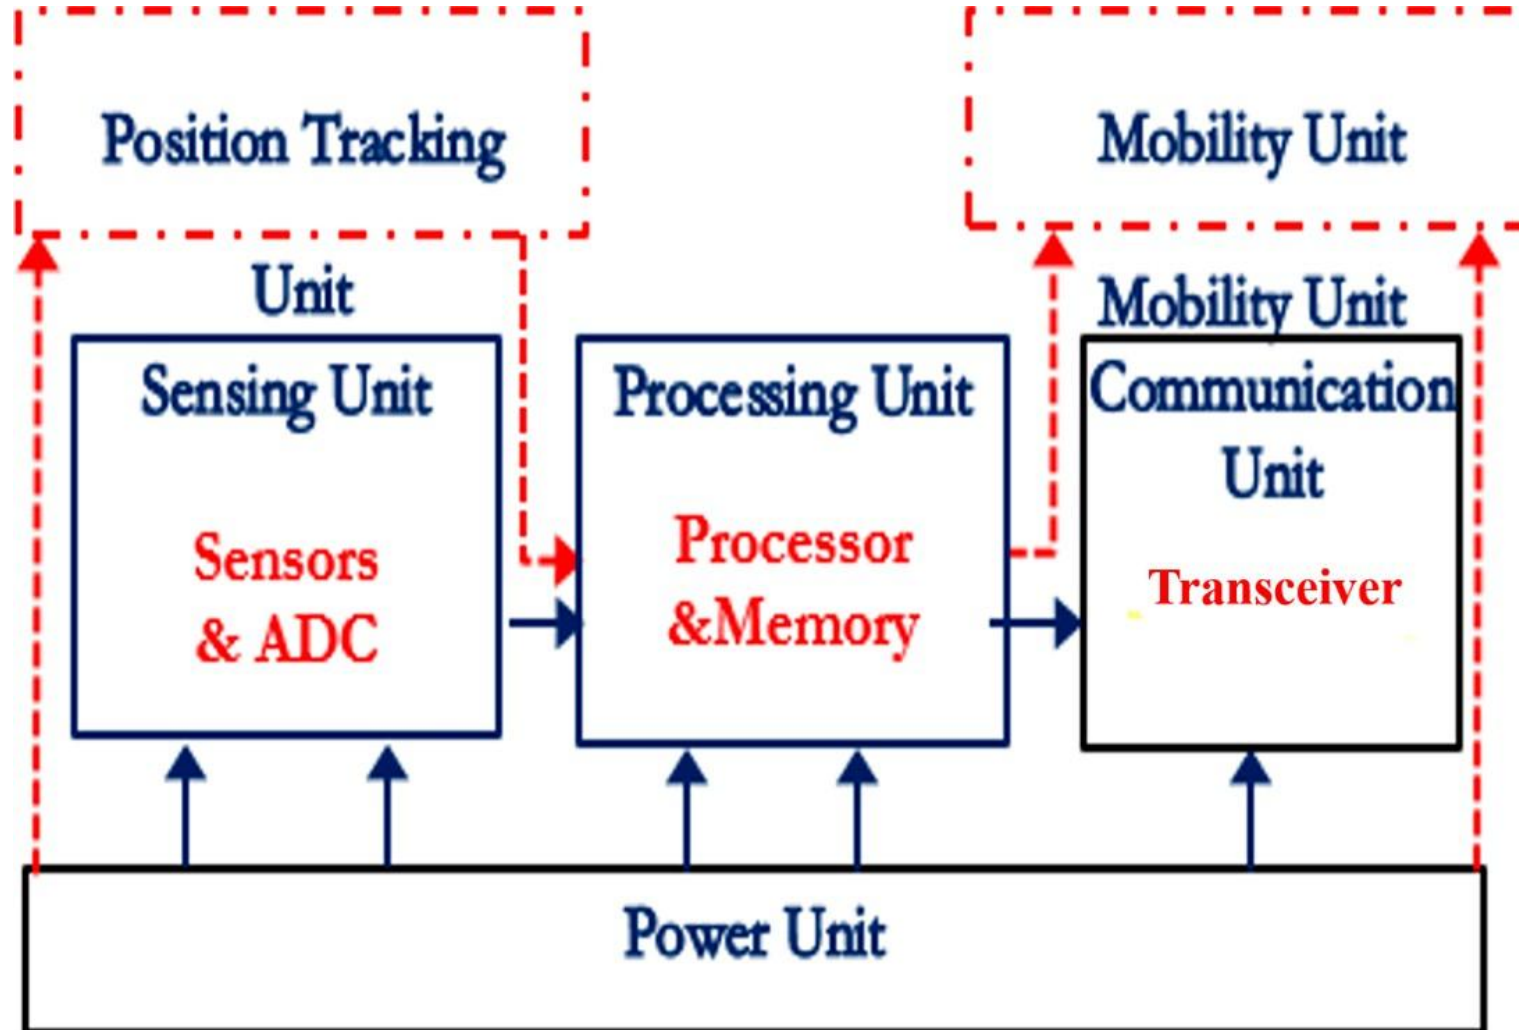 Position Tracking
Unit
Mobility Unit
Mobility Unit
Sensing Unit
Sensors
& ADC
Processing Unit
Processor
&Memory
Communication
Unit
Transceiver
Power Unit